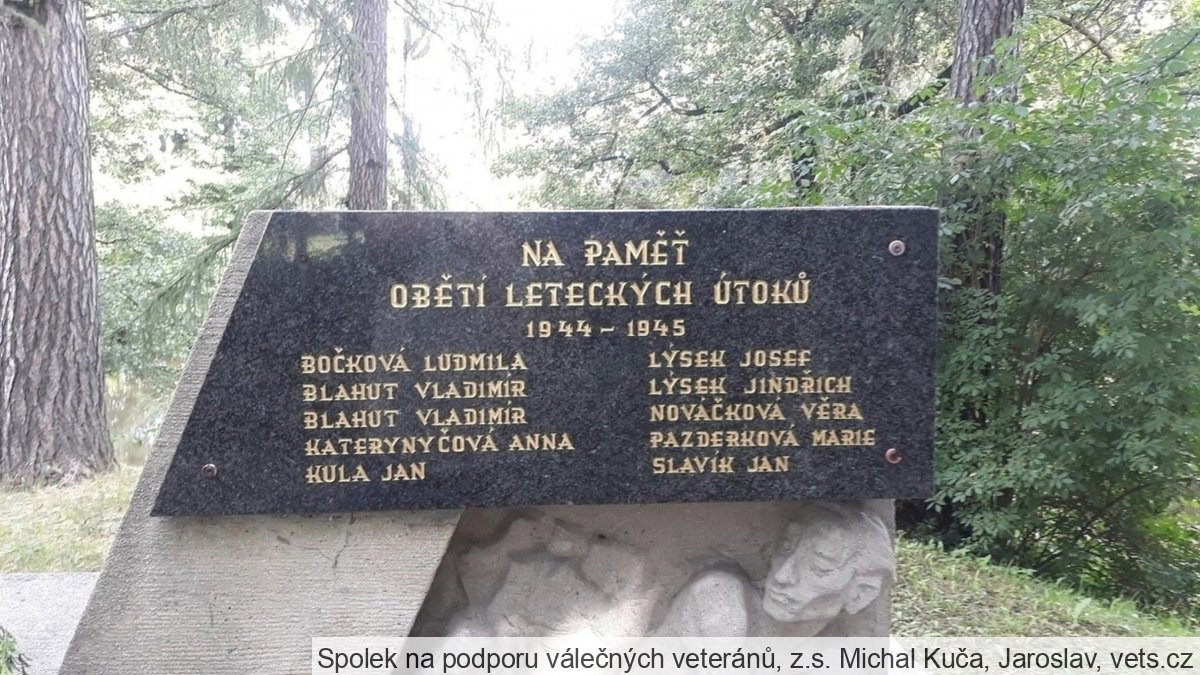 NA PAMĚŤ
OBĚTÍ LETECKÝCH ÚTOKŮ
1944 – 1945
BOČKOVÁ LUDMILA
BLAHUT VLADIMÍR
BLAHUT VLADIMÍR
KATERYNYČOVÁ ANNA
KULA JAN
LÝSEK JOSEF
LÝSEK JINDŘICH
NOVÁČKOVÁ VĚRA
PAZDERKOVÁ MARIE
SLAVÍK JAN
Spolek na podporu válečných veteránů, z.s. Michal Kuča, Jaroslav, vets.cz